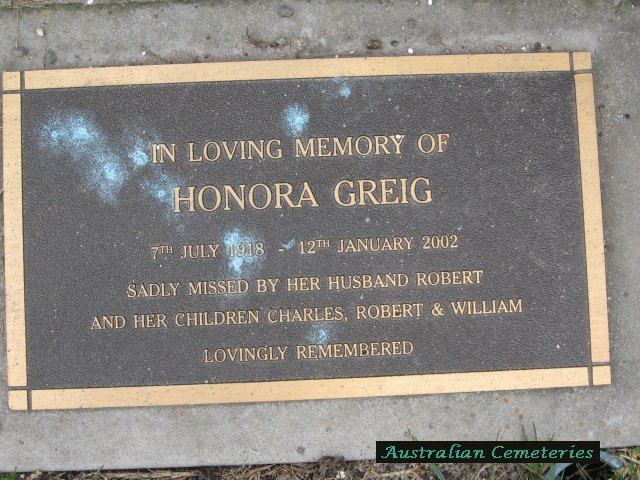 IN LOVING MEMORY OF
HONORA GREIG
7TH JULY 1918 - 12TH JANUARY 2002
SADLY MISSED BY HER HUSBAND ROBERT
AND HER CHILDREN CHARLES, ROBERT & WILLIAM
LOVINGLY REMEMBERED
Australian Cemeteries